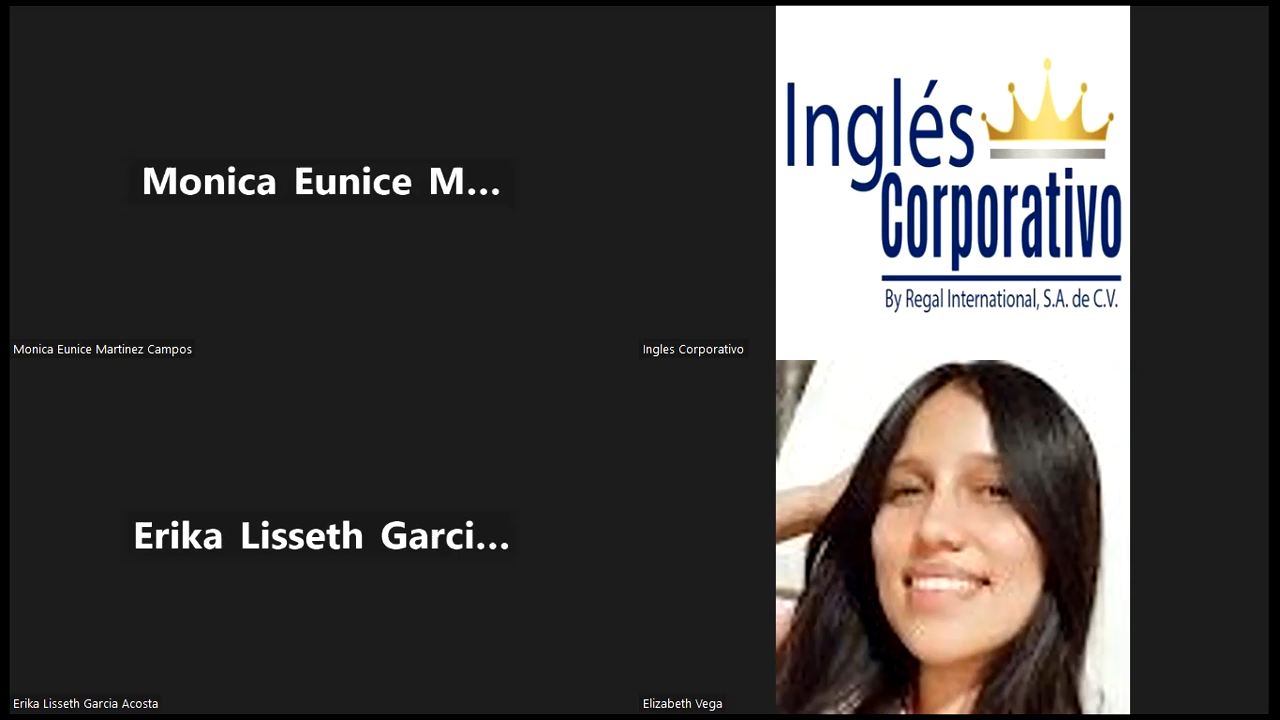 Monica Eunice M...
Monica Eunice Martinez Campos
Inglés
Corporativo
By Regal International, S.A. de C.V.
Ingles Corporativo
Erika Lisseth Garci...
Erika Lisseth Garcia Acosta
Elizabeth Vega